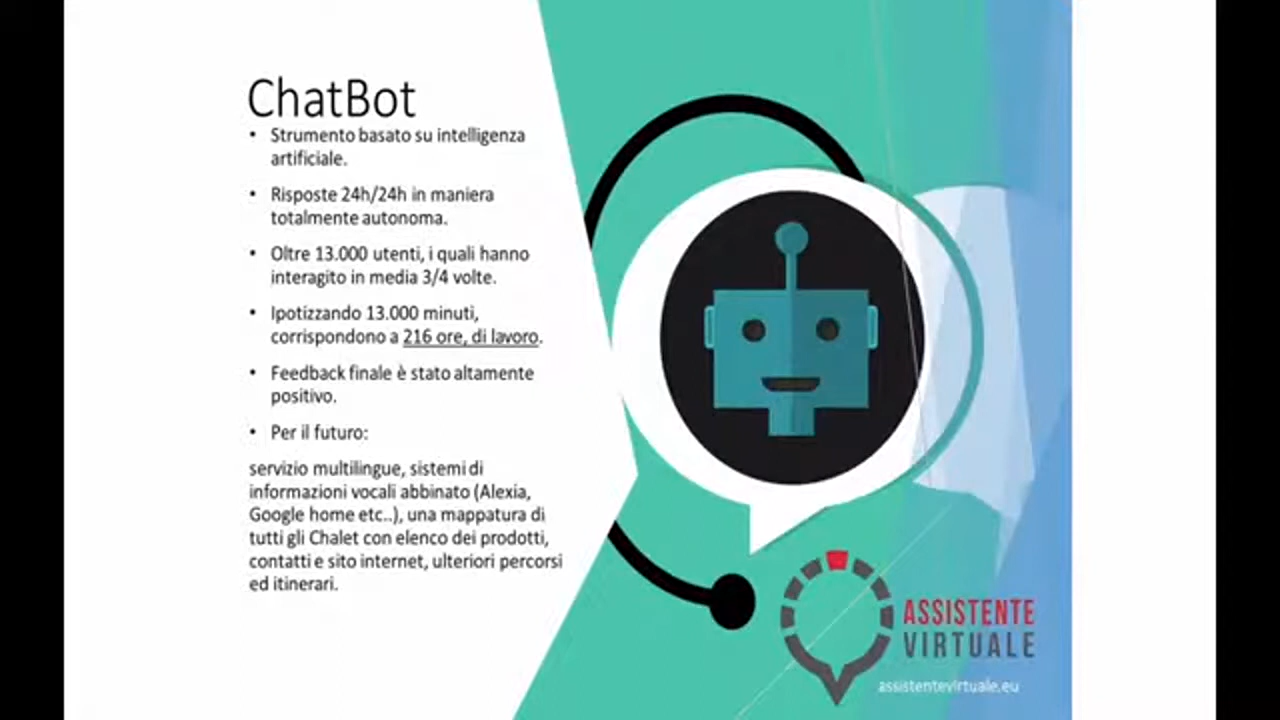 ChatBot
• Strumento basato su intelligenza
artificiale.
• Risposte 24h/24h in maniera
totalmente autonoma.
• Oltre 13.000 utenti, i quali hanno
interagito in media 3/4 volte.
• Ipotizzando 13.000 minuti,
corrispondono a 216 ore, di lavoro.
• Feedback finale è stato altamente
positivo.
• Per il futuro:
servizio multilingue, sistemi di
informazioni vocali abbinato (Alexia,
Google home etc..), una mappatura di
tutti gli Chalet con elenco dei prodotti,
contatti e sito internet, ulteriori percorsi
ed itinerari.
ASSISTENTE
VIRTUALE
assistentevirtuale.eu